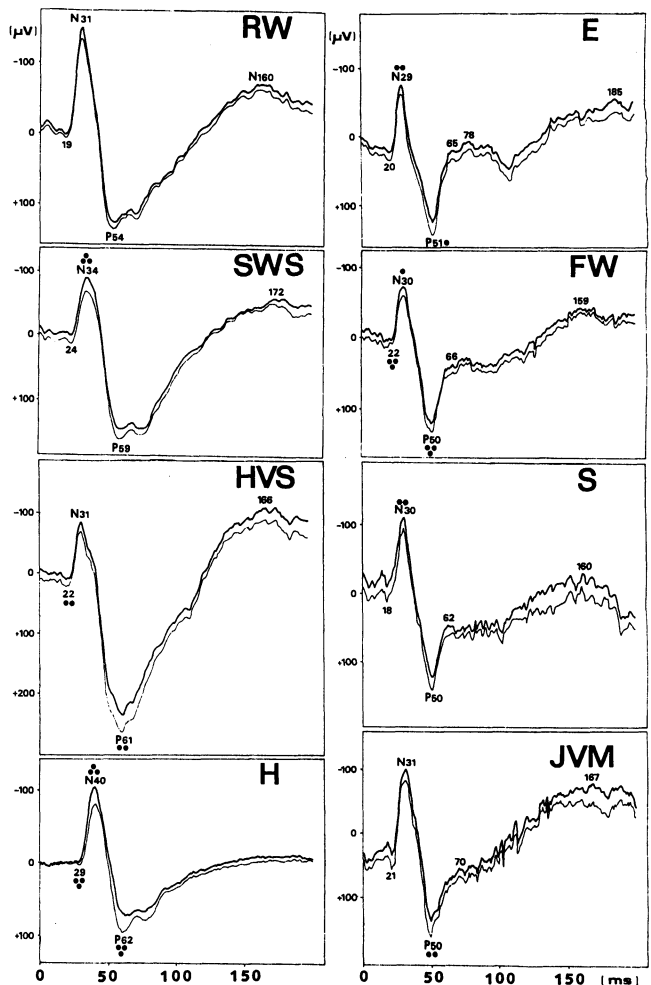 RW
(μV)
N31
-100
N160
0
19
+100
P54
SWS
N34
-100
172
0
24
+100
P59
HVS
N31
166
-100
0
22
+100
+200
P61
H
N40
-100
0
29
+100
P62
0 50 100 150
E
(μV)
N29
-100
185
65 78
0
20
+100
P51
FW
N30
-100
159
0
22
66
+100
P50
S
N30
-100
160
0
18
62
+100
P50
JVM
N31
-100
167
0
21
70
+100
P50
0 50 100 150 [ms]